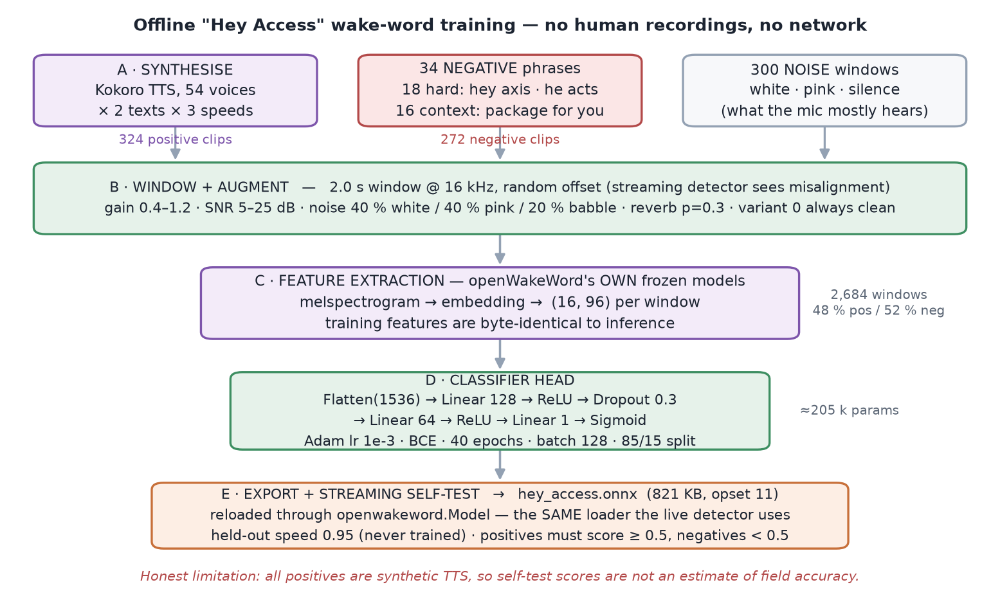 Offline "Hey Access" wake-word training — no human recordings, no network
A · SYNTHESISE
Kokoro TTS, 54 voices
× 2 texts × 3 speeds
34 NEGATIVE phrases
18 hard: hey axis · he acts
16 context: package for you
300 NOISE windows
white · pink · silence
(what the mic mostly hears)
324 positive clips
272 negative clips
B · WINDOW + AUGMENT — 2.0 s window @ 16 kHz, random offset (streaming detector sees misalignment)
gain 0.4–1.2 · SNR 5–25 dB · noise 40 % white / 40 % pink / 20 % babble · reverb p=0.3 · variant 0 always clean
C · FEATURE EXTRACTION — openWakeWord's OWN frozen models
melspectrogram → embedding → (16, 96) per window
training features are byte-identical to inference
2,684 windows
48 % pos / 52 % neg
D · CLASSIFIER HEAD
Flatten(1536) → Linear 128 → ReLU → Dropout 0.3
→ Linear 64 → ReLU → Linear 1 → Sigmoid
Adam lr 1e-3 · BCE · 40 epochs · batch 128 · 85/15 split
≈205 k params
E · EXPORT + STREAMING SELF-TEST → hey_access.onnx (821 KB, opset 11)
reloaded through openwakeword.Model — the SAME loader the live detector uses
held-out speed 0.95 (never trained) · positives must score ≥ 0.5, negatives < 0.5
Honest limitation: all positives are synthetic TTS, so self-test scores are not an estimate of field accuracy.